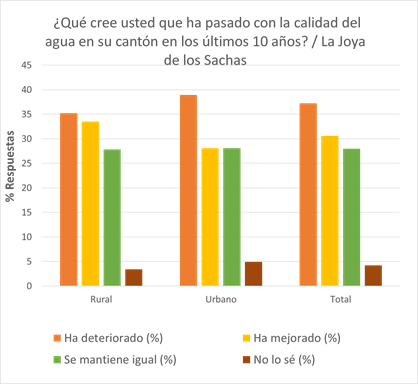 ¿Qué cree usted que ha pasado con la calidad del
agua en su cantón en los últimos 10 años? / La Joya
de los Sachas
% Respuestas
45
40
35
30
25
20
15
10
5
0
Rural Urbano Total
Ha deteriorado (%) Ha mejorado (%)
Se mantiene igual (%) No lo sé (%)